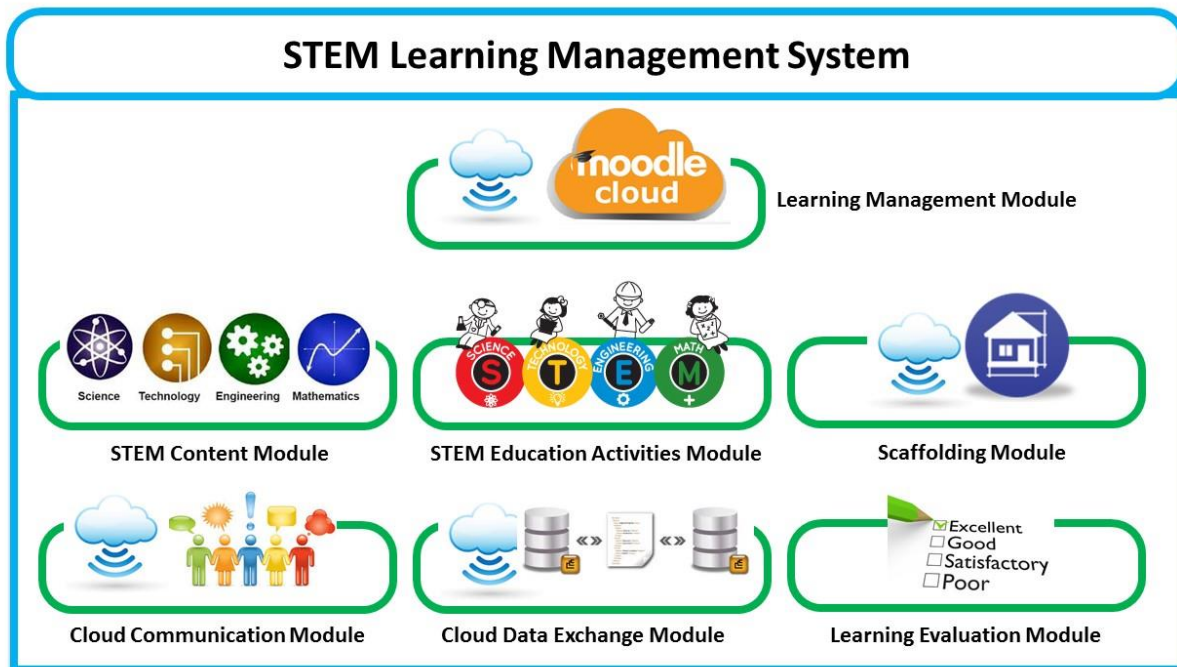 STEM Learning Management System
moodle
cloud
Learning Management Module
Science Technology Engineering Mathematics
SCIENCE TECHNOLOGY ENGINEERING MATH
S T E M
STEM Content Module
STEM Education Activities Module
Scaffolding Module
Excellent
Good
Satisfactory
Poor
Cloud Communication Module
Cloud Data Exchange Module
Learning Evaluation Module